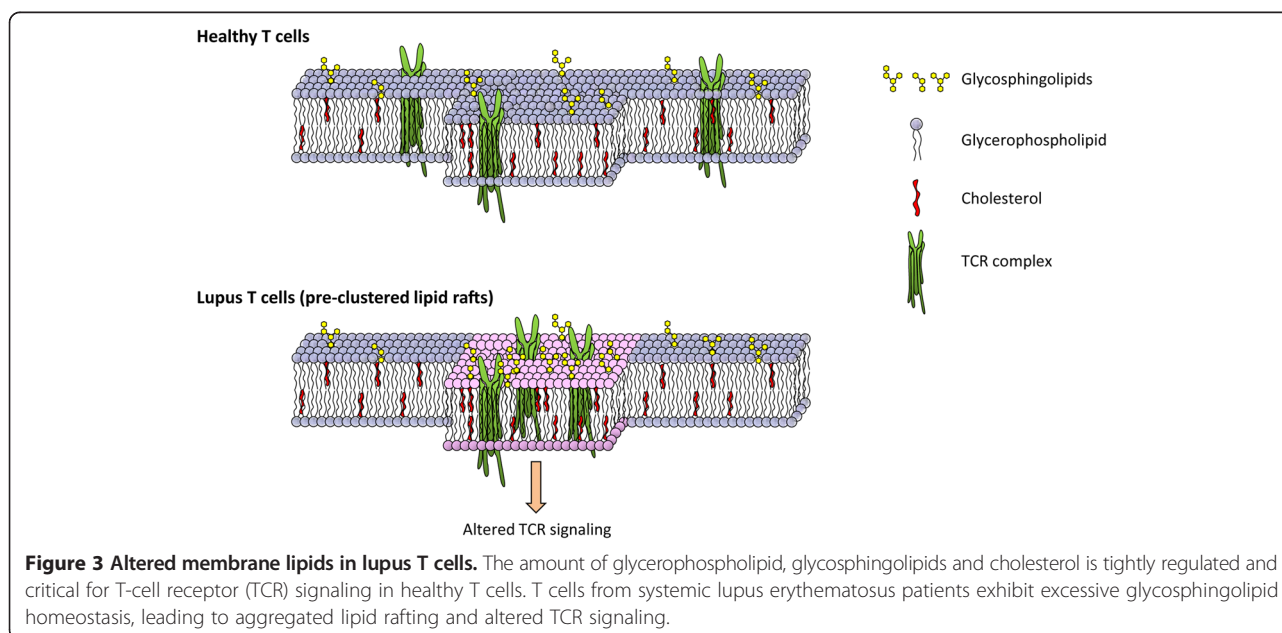 Healthy T cells
Glycosphingolipids
Glycerophospholipid
Cholesterol
TCR complex
Lupus T cells (pre-clustered lipid rafts)
Altered TCR signaling
Figure 3 Altered membrane lipids in lupus T cells. The amount of glycerophospholipid, glycosphingolipids and cholesterol is tightly regulated and
critical for T-cell receptor (TCR) signaling in healthy T cells. T cells from systemic lupus erythematosus patients exhibit excessive glycosphingolipid
homeostasis, leading to aggregated lipid rafting and altered TCR signaling.